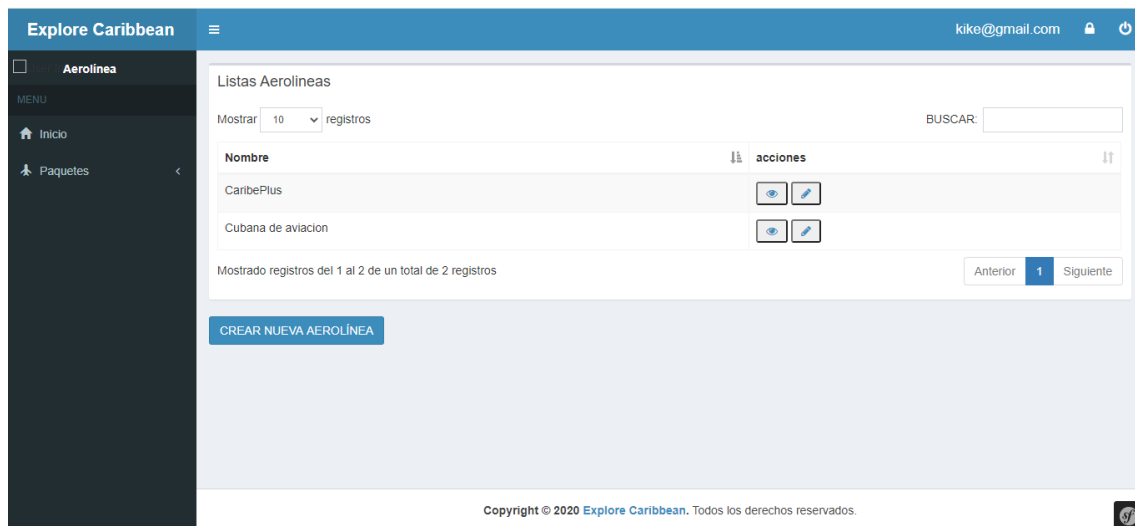 Explore Caribbean
kike@gmail.com
Aerolínea
MENU
Inicio
Paquetes
Listas Aerolineas
Mostrar 10 registros
BUSCAR:
Nombre acciones
CaribePlus
Cubana de aviacion
Mostrado registros del 1 al 2 de un total de 2 registros
Anterior 1 Siguiente
CREAR NUEVA AEROLÍNEA
Copyright © 2020 Explore Caribbean. Todos los derechos reservados.
sf